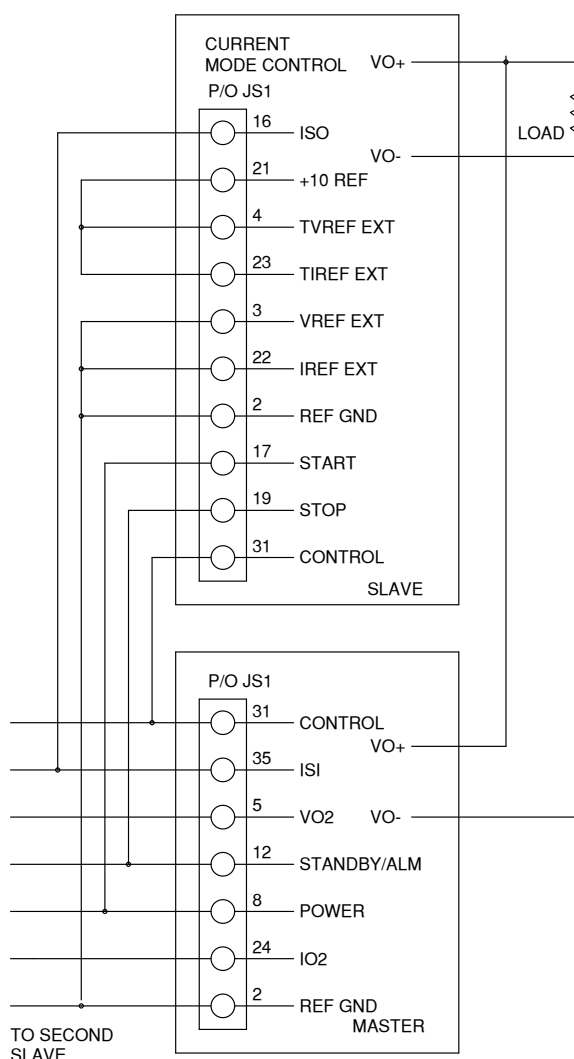 CURRENT
MODE CONTROL
VO+
P/O JS1
16 ISO
LOAD
VO-
21 +10 REF
4 TVREF EXT
23 TIREF EXT
3 VREF EXT
22 IREF EXT
2 REF GND
17 START
19 STOP
31 CONTROL
SLAVE
P/O JS1
31 CONTROL
VO+
35 ISI
5 VO2 VO-
12 STANDBY/ALM
8 POWER
24 IO2
2 REF GND
MASTER
TO SECOND
SLAVE